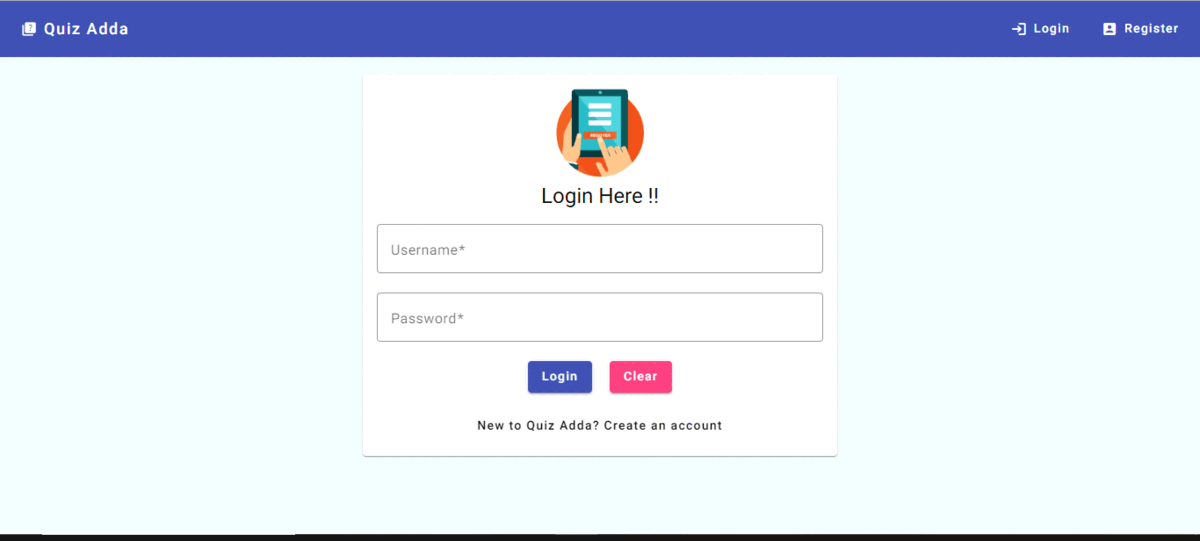 Quiz Adda
Login
Register
REGISTER
Login Here !!
Username*
Password*
Login
Clear
New to Quiz Adda? Create an account